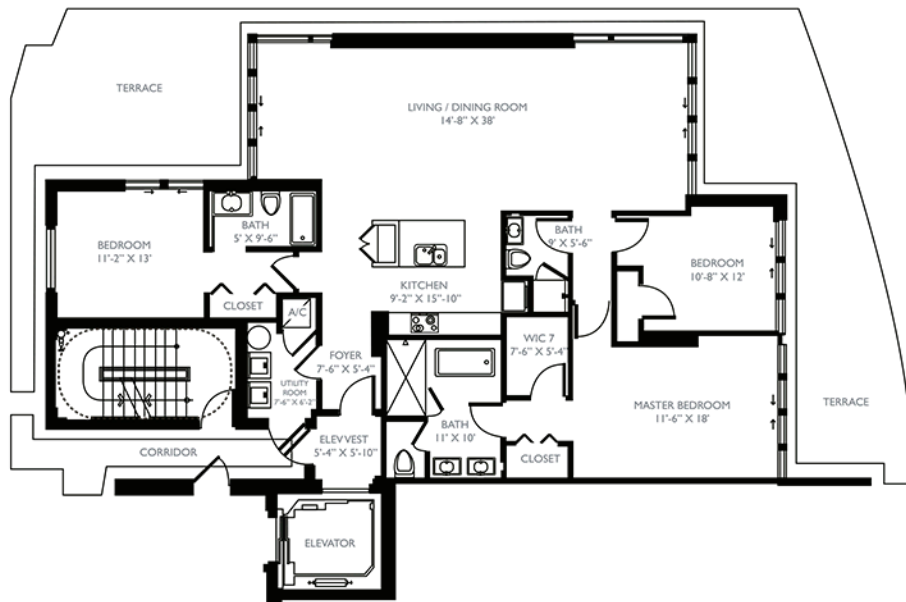 TERRACE
LIVING / DINING ROOM
14'-8" X 38'
BATH
5' X 9'-6"
BEDROOM
11'-2" X 13'
BATH
9' X 5'-6"
BEDROOM
10'-8" X 12'
KITCHEN
9'-2" X 15'-10"
CLOSET
A/C
WIC 7
7'-6" X 5'-4"
FOYER
7'-6" X 5'-4"
UTILITY
ROOM
7'-6" X 6'-2"
MASTER BEDROOM
11'-6" X 18'
TERRACE
BATH
11' X 10'
ELEV.VEST
5'-4" X 5'-10"
CORRIDOR
CLOSET
ELEVATOR